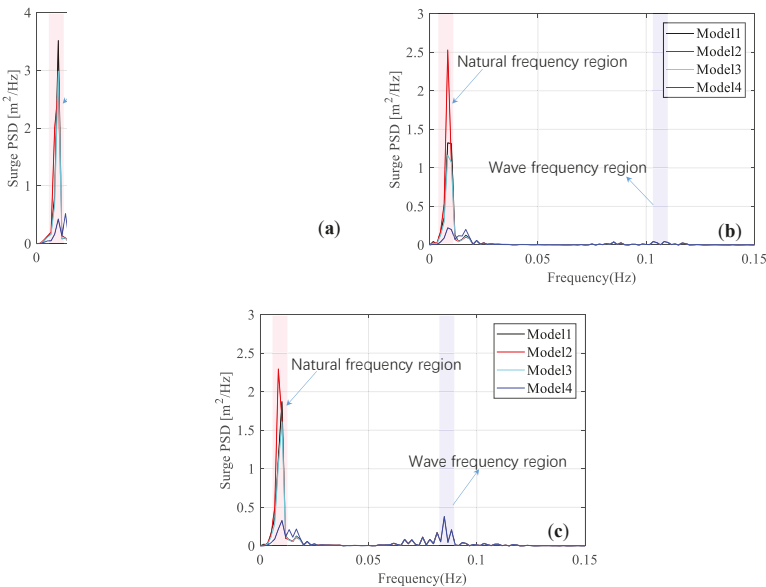 4
3
2
1
0
0
Surge PSD [m²/Hz]
(a)
3
2.5
2
1.5
1
0.5
0
0
0.05
0.1
0.15
Surge PSD [m²/Hz]
Frequency(Hz)
Model1
Model2
Model3
Model4
Natural frequency region
Wave frequency region
(b)
3
2.5
2
1.5
1
0.5
0
0
0.05
0.1
0.15
Surge PSD [m²/Hz]
Frequency(Hz)
Model1
Model2
Model3
Model4
Natural frequency region
Wave frequency region
(c)